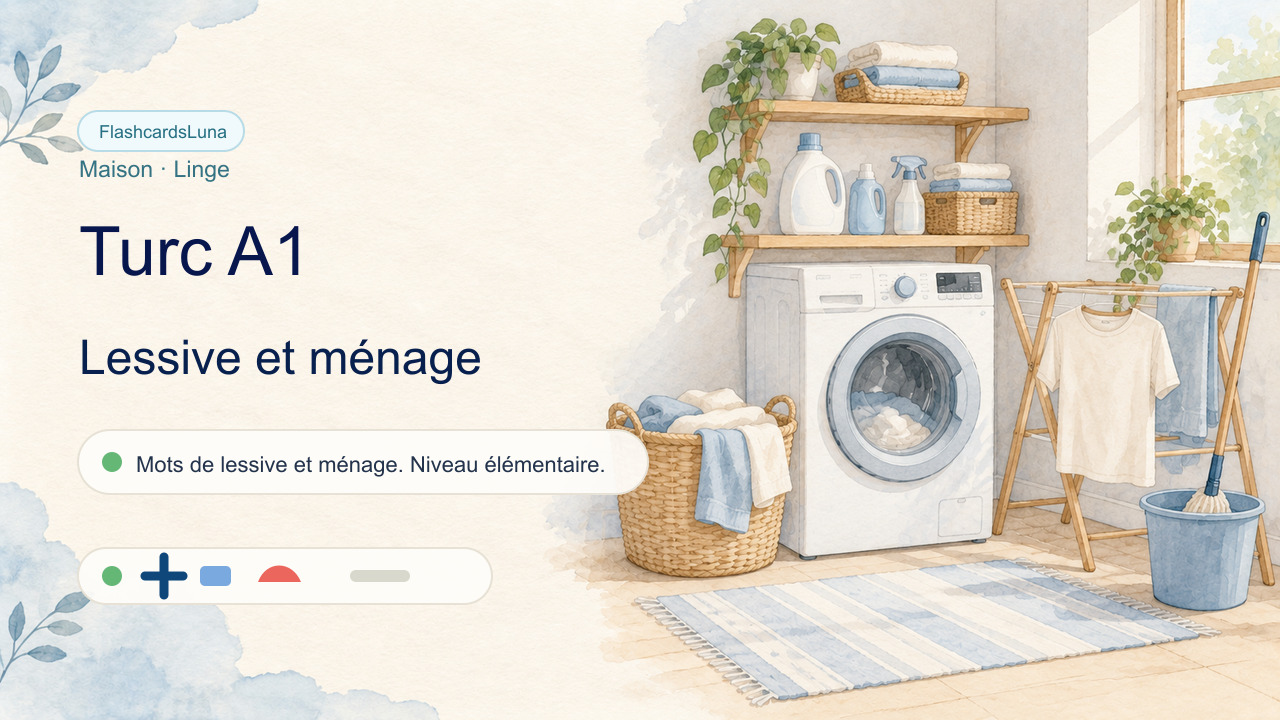 FlashcardsLuna
Maison · Linge
Turc A1
Lessive et ménage
Mots de lessive et ménage. Niveau élémentaire.